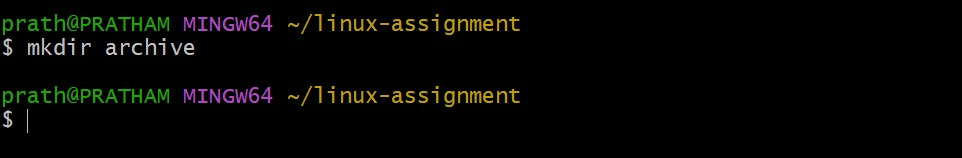 prath@PRATHAM MINGW64 ~/linux-assignment
$ mkdir archive
prath@PRATHAM MINGW64 ~/linux-assignment
$